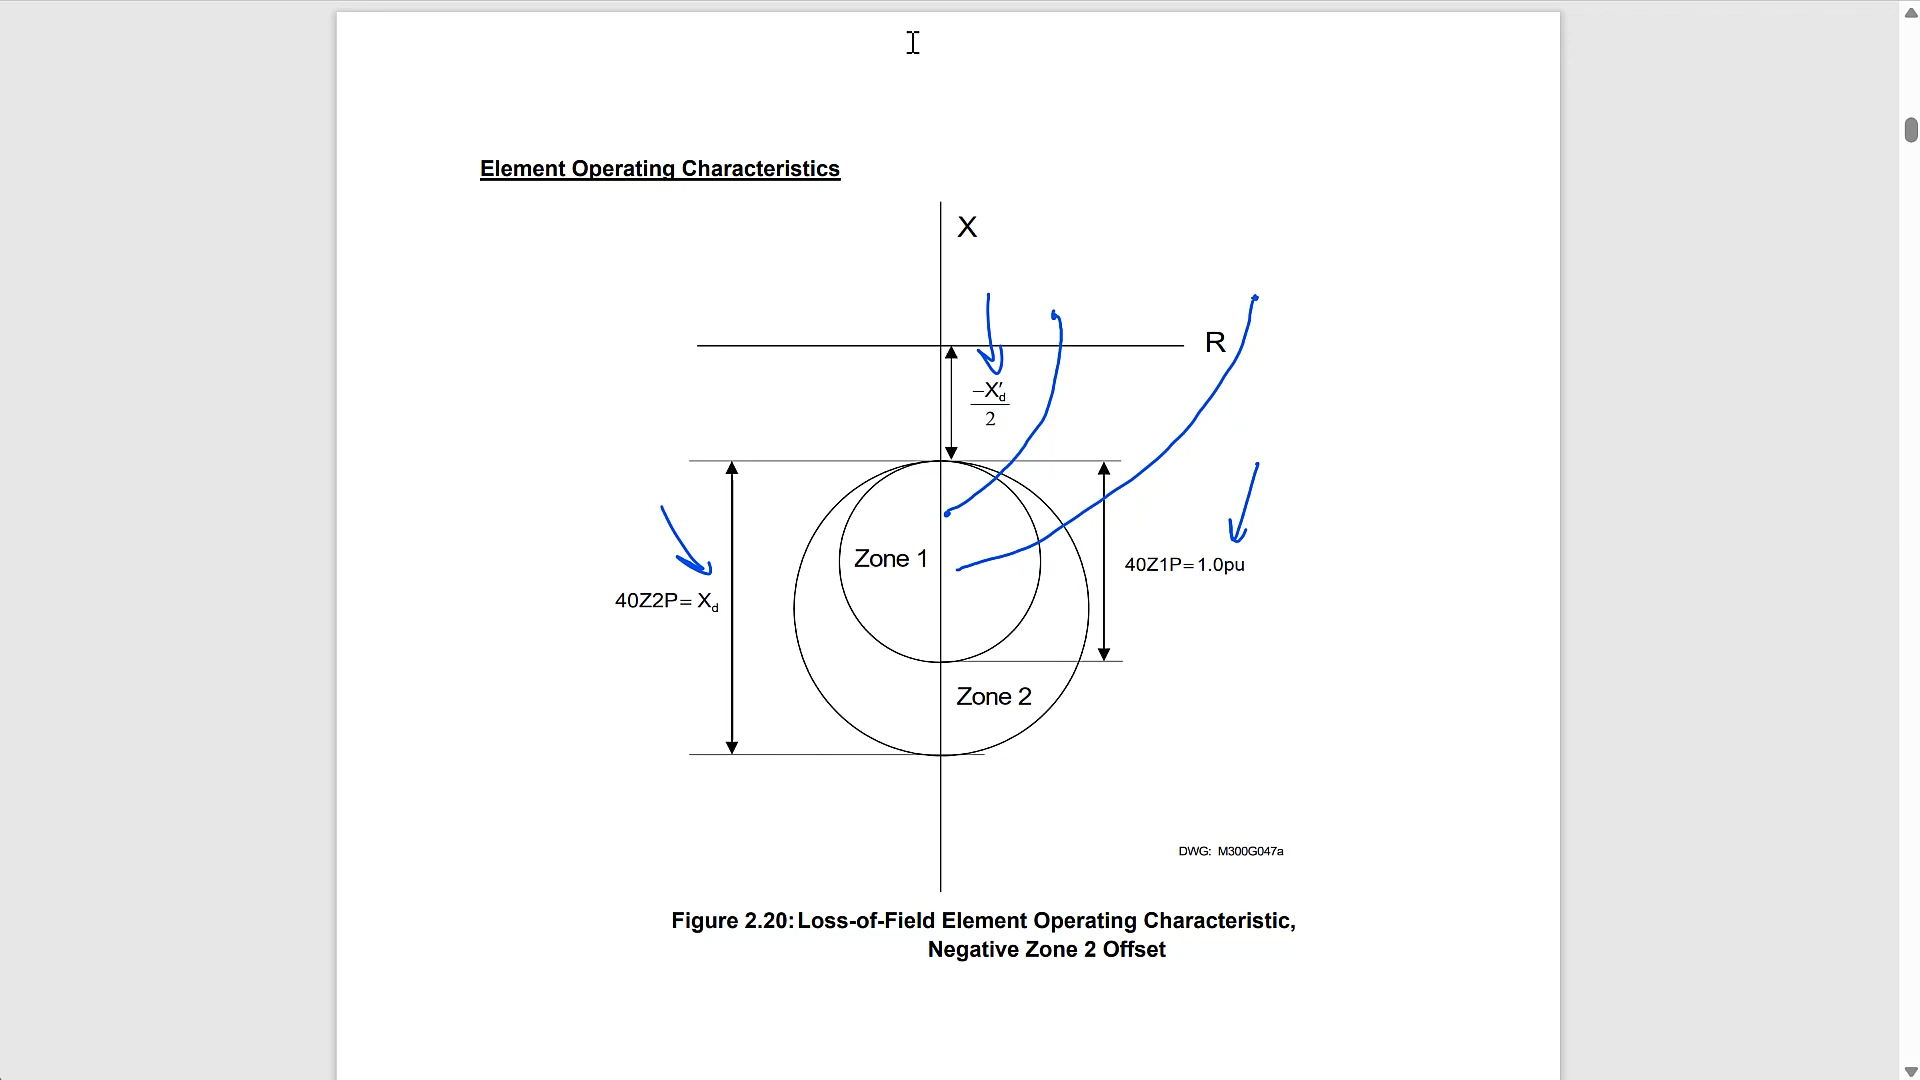 Element Operating Characteristics
X
R
–X′d
2
Zone 1
40Z1P=1.0pu
40Z2P= Xd
Zone 2
DWG: M300G047a
Figure 2.20: Loss-of-Field Element Operating Characteristic,
Negative Zone 2 Offset